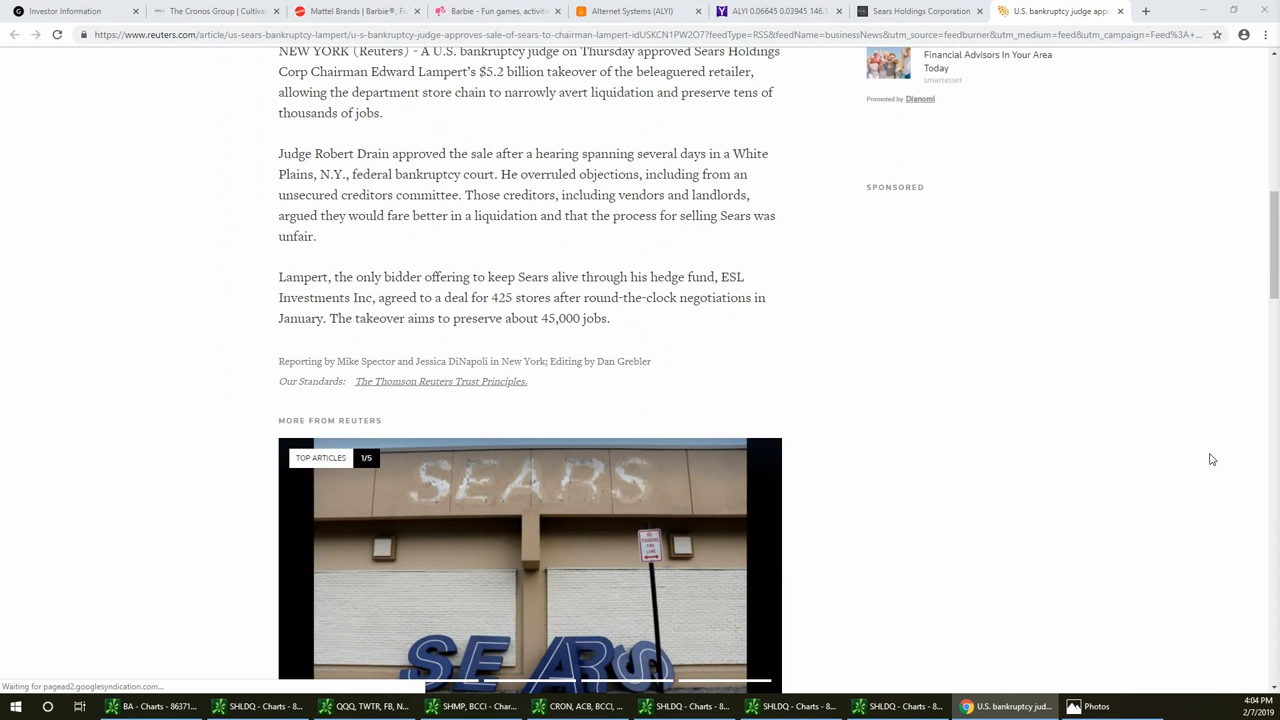 Investor Information
The Cronos Group | Cultival
Mattel Brands | Barbie®, Fi
Barbie - Fun games, activitie
Alternet Systems (ALYI)
ALYI 0.06645 0.03945 146.1
Sears Holdings Corporation
U.S. bankruptcy judge appr
https://www.reuters.com/article/us-sears-bankruptcy-lampert/u-s-bankruptcy-judge-approves-sale-of-sears-to-chairman-lampert-idUSKCN1PW2O7?feedType=RSS&feedName=businessNews&utm_source=feedburner&utm_medium=feed&utm_campaign=Feed%3A+...
NEW YORK (Reuters) - A U.S. bankruptcy judge on Thursday approved Sears Holdings
Corp Chairman Edward Lampert's $5.2 billion takeover of the beleaguered retailer,
allowing the department store chain to narrowly avert liquidation and preserve tens of
thousands of jobs.
Judge Robert Drain approved the sale after a hearing spanning several days in a White
Plains, N.Y., federal bankruptcy court. He overruled objections, including from an
unsecured creditors committee. Those creditors, including vendors and landlords,
argued they would fare better in a liquidation and that the process for selling Sears was
unfair.
Lampert, the only bidder offering to keep Sears alive through his hedge fund, ESL
Investments Inc, agreed to a deal for 425 stores after round-the-clock negotiations in
January. The takeover aims to preserve about 45,000 jobs.
Reporting by Mike Spector and Jessica DiNapoli in New York; Editing by Dan Grebler
Our Standards: The Thomson Reuters Trust Principles.
MORE FROM REUTERS
TOP ARTICLES 1/5
SEARS
NO
STANDING
FIRE
LANE
SEARS
Financial Advisors In Your Area
Today
smartasset
Promoted by Dianomi
SPONSORED
Waiting for pagead2.googlesyndication.com...
BA - Charts - 86371...
SHLDQ - Charts - 8...
QQQ, TWTR, FB, N...
SHMP, BCCI - Char...
CRON, ACB, BCCI, ...
SHLDQ - Charts - 8...
SHLDQ - Charts - 8...
SHLDQ - Charts - 8...
U.S. bankruptcy jud...
Photos
4:04 PM
2/7/2019